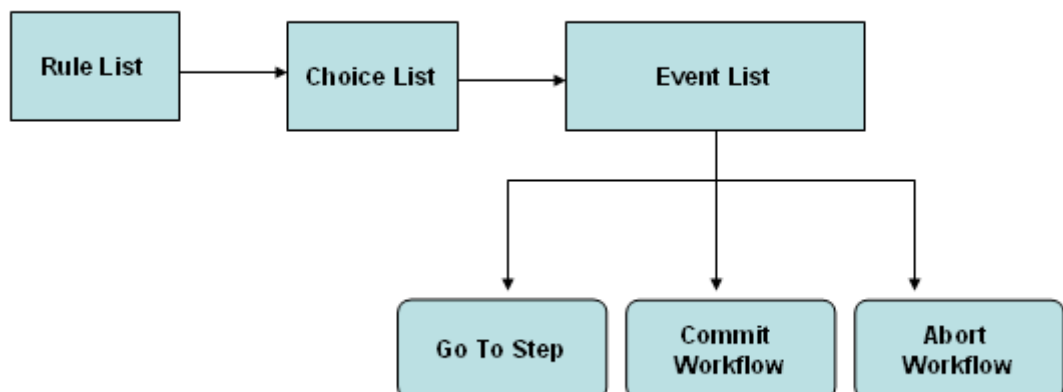 Rule List
Choice List
Event List
Go To Step
Commit
Workflow
Abort
Workflow